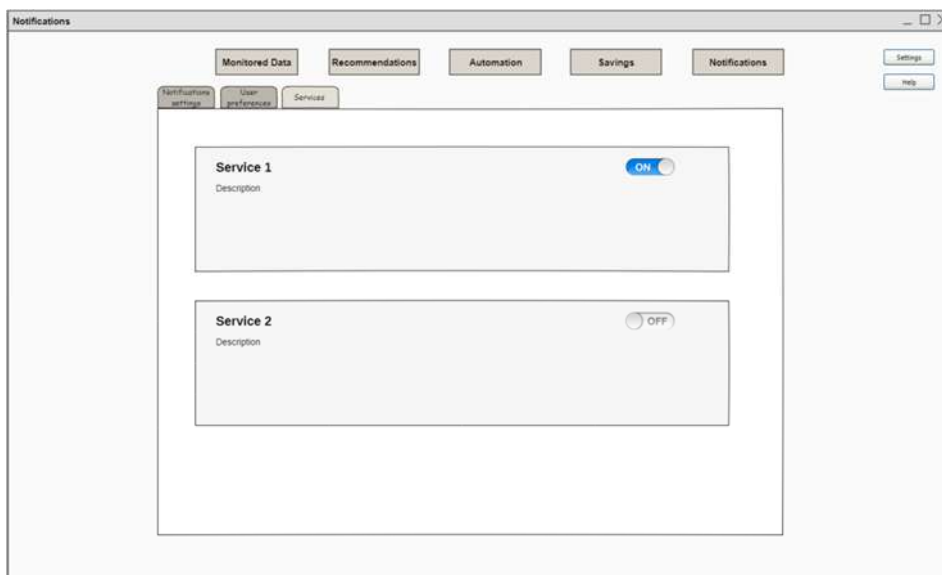 Notifications
Monitored Data
Recommendations
Automation
Savings
Notifications
Settings
Help
Notifications
settings
User
preferences
Services
Service 1
ON
Description
Service 2
OFF
Description